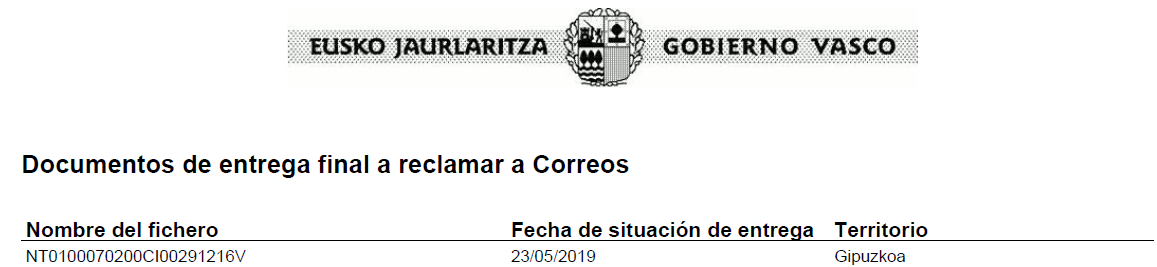 EUSKO JAURLARITZA GOBIERNO VASCO
Documentos de entrega final a reclamar a Correos
Nombre del fichero Fecha de situación de entrega Territorio
NT0100070200CI00291216V 23/05/2019 Gipuzkoa